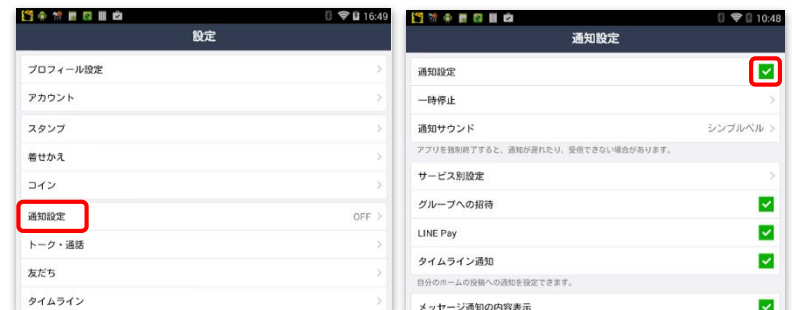 16:49
設定
プロフィール設定
アカウント
スタンプ
着せかえ
コイン
通知設定 OFF
トーク・通話
友だち
タイムライン
10:48
通知設定
通知設定
一時停止
通知サウンド シンプルベル
アプリを強制終了すると、通知が遅れたり、受信できない場合があります。
サービス別設定
グループへの招待
LINE Pay
タイムライン通知
自分のホームの投稿への通知を設定できます。
メッセージ通知の内容表示